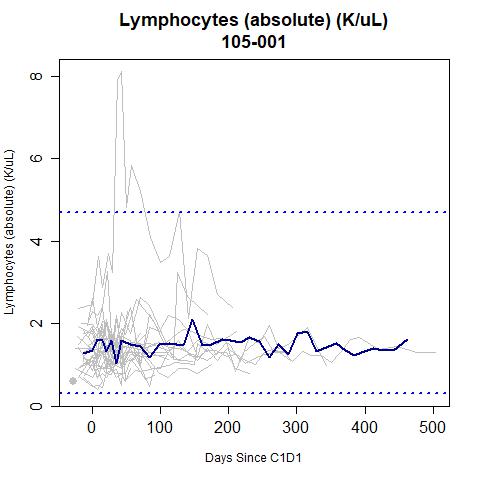 Lymphocytes (absolute) (K/uL)
105-001
Lymphocytes (absolute) (K/uL)
8
6
4
2
0
0 100 200 300 400 500
Days Since C1D1